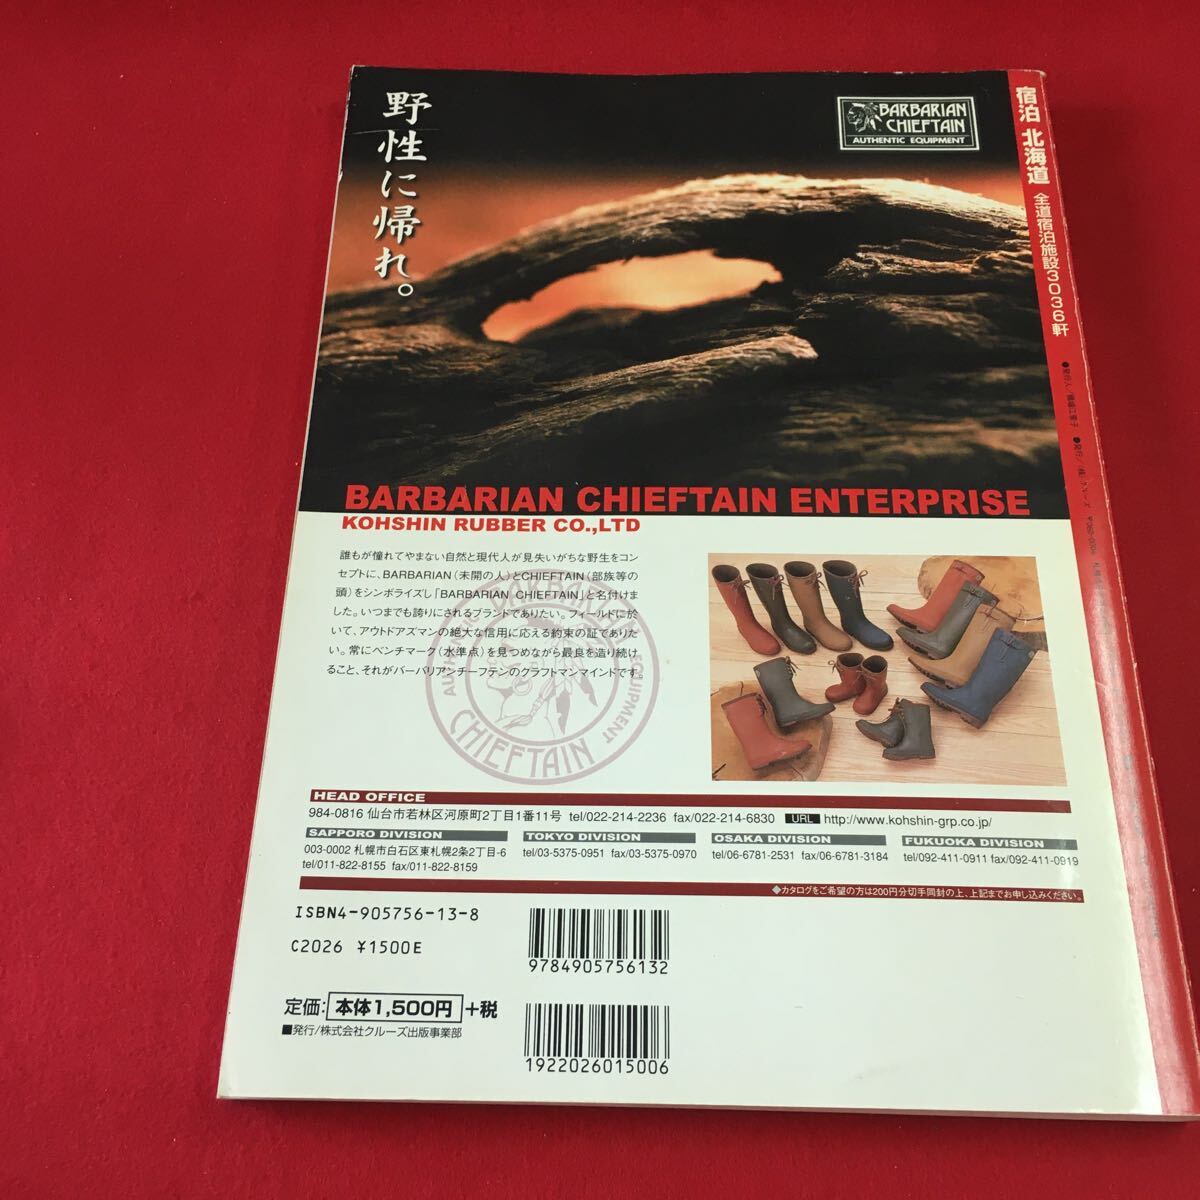 野性に帰れ。
BARBARIAN
CHIEFTAIN
AUTHENTIC EQUIPMENT
宿泊 北海道 全道宿泊施設3036軒
BARBARIAN CHIEFTAIN ENTERPRISE
KOHSHIN RUBBER CO.,LTD
誰もが憧れてやまない自然と現代人が見失いがちな野生をコン
セプトに、BARBARIAN(未開の人)とCHIEFTAIN(部族等の
頭)をシンボライズし「BARBARIAN CHIEFTAIN」と名付けま
した。いつまでも誇りにされるブランドでありたい。フィールドに於
いて、アウトドアズマンの絶大な信用に応える約束の証でありた
い。常にベンチマーク(水準点)を見つめながら最良を造り続け
ること、それがバーバリアンチーフテンのクラフトマンマインドです。
BARBARIAN
AUTHENTIC
EQUIPMENT
CHIEFTAIN
HEAD OFFICE
984-0816 仙台市若林区河原町2丁目1番11号 tel/022-214-2236 fax/022-214-6830 URL http://www.kohshin-grp.co.jp/
SAPPORO DIVISION
003-0002 札幌市白石区東札幌2条2丁目-6
tel/011-822-8155 fax/011-822-8159
TOKYO DIVISION
tel/03-5375-0951 fax/03-5375-0970
OSAKA DIVISION
tel/06-6781-2531 fax/06-6781-3184
FUKUOKA DIVISION
tel/092-411-0911 fax/092-411-0919
◆カタログをご希望の方は200円分切手同封の上、上記までお申し込みください。
ISBN4-905756-13-8
C2026 ¥1500E
9784905756132
定価: 本体1,500円 +税
■発行/株式会社クルーズ出版事業部
1922026015006